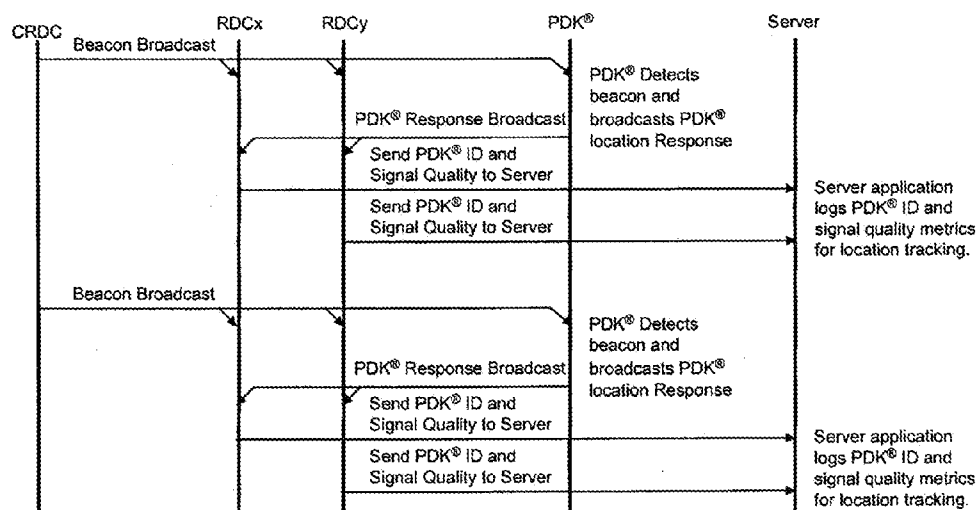 CRDC
RDCx
RDCy
PDK®
Server
Beacon Broadcast
PDK® Detects
beacon and
broadcasts PDK®
location Response
PDK® Response Broadcast
Send PDK® ID and
Signal Quality to Server
Server application
logs PDK® ID and
signal quality metrics
for location tracking.
Send PDK® ID and
Signal Quality to Server
Beacon Broadcast
PDK® Detects
beacon and
broadcasts PDK®
location Response
PDK® Response Broadcast
Send PDK® ID and
Signal Quality to Server
Server application
logs PDK® ID and
signal quality metrics
for location tracking.
Send PDK® ID and
Signal Quality to Server